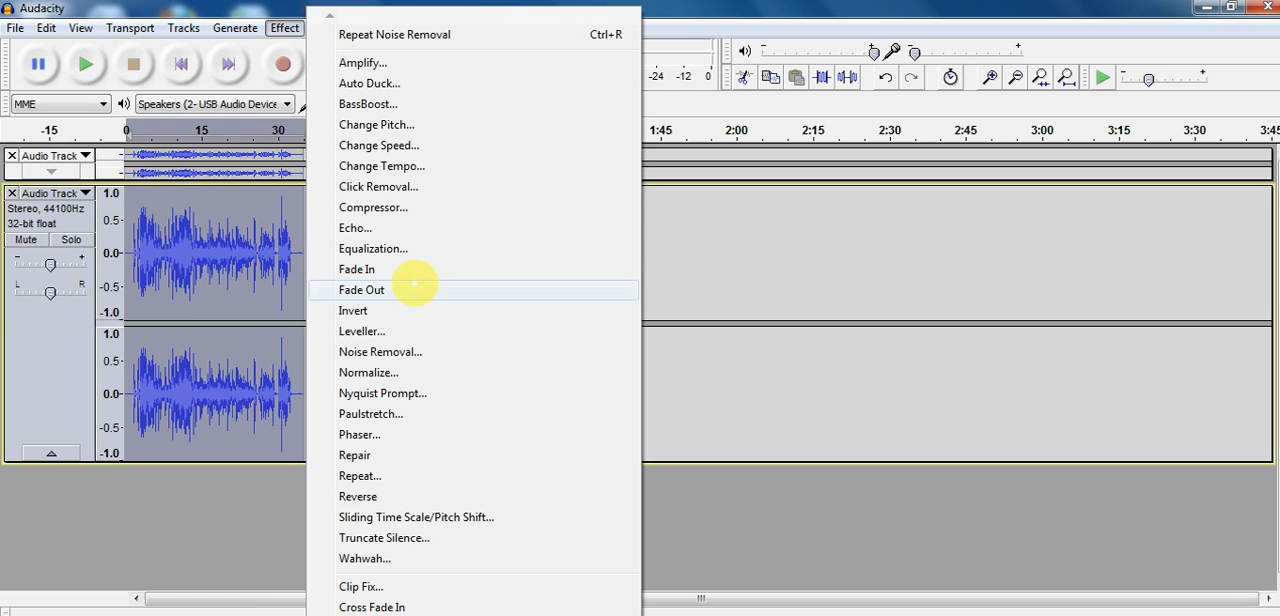 Audacity
File Edit View Transport Tracks Generate Effect
MME Speakers (2- USB Audio Device
-24 -12 0
-15 0 15 30 1:45 2:00 2:15 2:30 2:45 3:00 3:15 3:30 3:45
Audio Track
Audio Track
Stereo, 44100Hz
32-bit float
Mute Solo
- +
L R
1.0
0.5
0.0
-0.5
-1.0
1.0
0.5
0.0
-0.5
-1.0
Repeat Noise Removal Ctrl+R
Amplify...
Auto Duck...
BassBoost...
Change Pitch...
Change Speed...
Change Tempo...
Click Removal...
Compressor...
Echo...
Equalization...
Fade In
Fade Out
Invert
Leveller...
Noise Removal...
Normalize...
Nyquist Prompt...
Paulstretch...
Phaser...
Repair
Repeat...
Reverse
Sliding Time Scale/Pitch Shift...
Truncate Silence...
Wahwah...
Clip Fix...
Cross Fade In